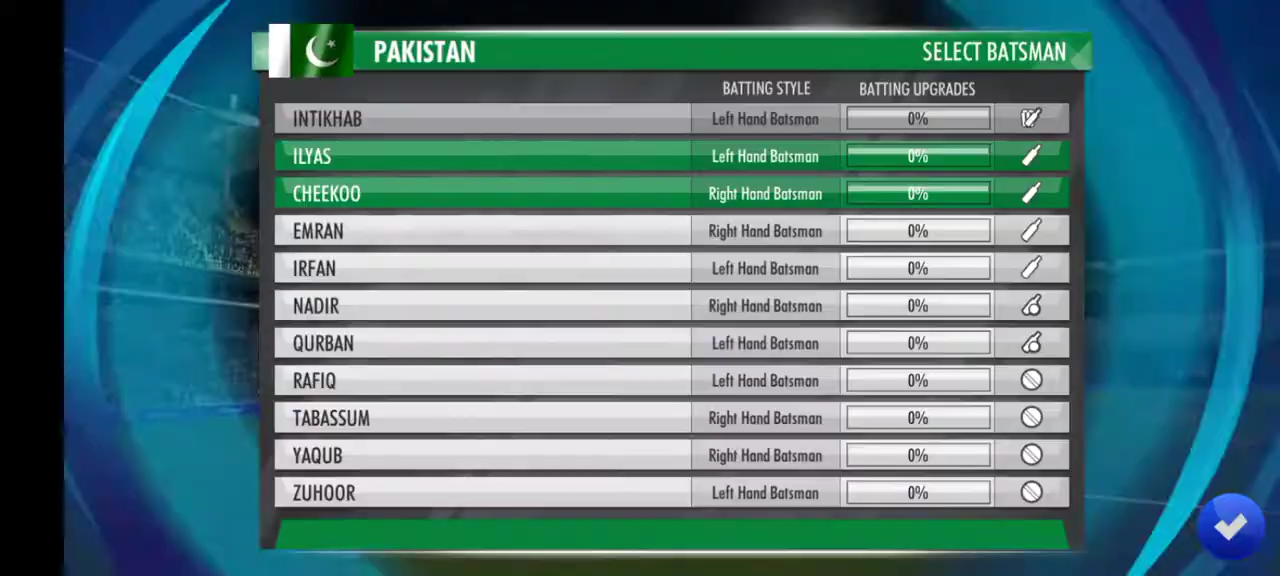 PAKISTAN SELECT BATSMAN
BATTING STYLE BATTING UPGRADES
INTIKHAB Left Hand Batsman 0%
ILYAS Left Hand Batsman 0%
CHEEKOO Right Hand Batsman 0%
EMRAN Right Hand Batsman 0%
IRFAN Left Hand Batsman 0%
NADIR Right Hand Batsman 0%
QURBAN Left Hand Batsman 0%
RAFIQ Left Hand Batsman 0%
TABASSUM Right Hand Batsman 0%
YAQUB Right Hand Batsman 0%
ZUHOOR Left Hand Batsman 0%